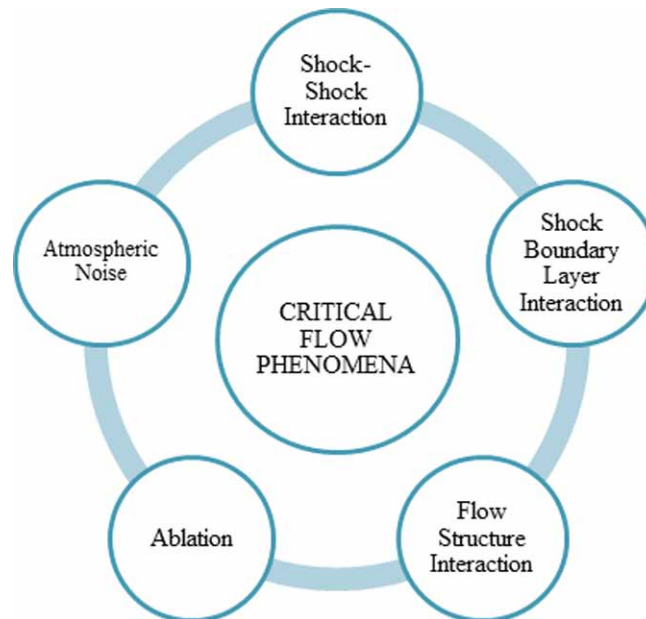 Shock-
Shock
Interaction
Shock
Boundary
Layer
Interaction
Flow
Structure
Interaction
Ablation
Atmospheric
Noise
CRITICAL
FLOW
PHENOMENA